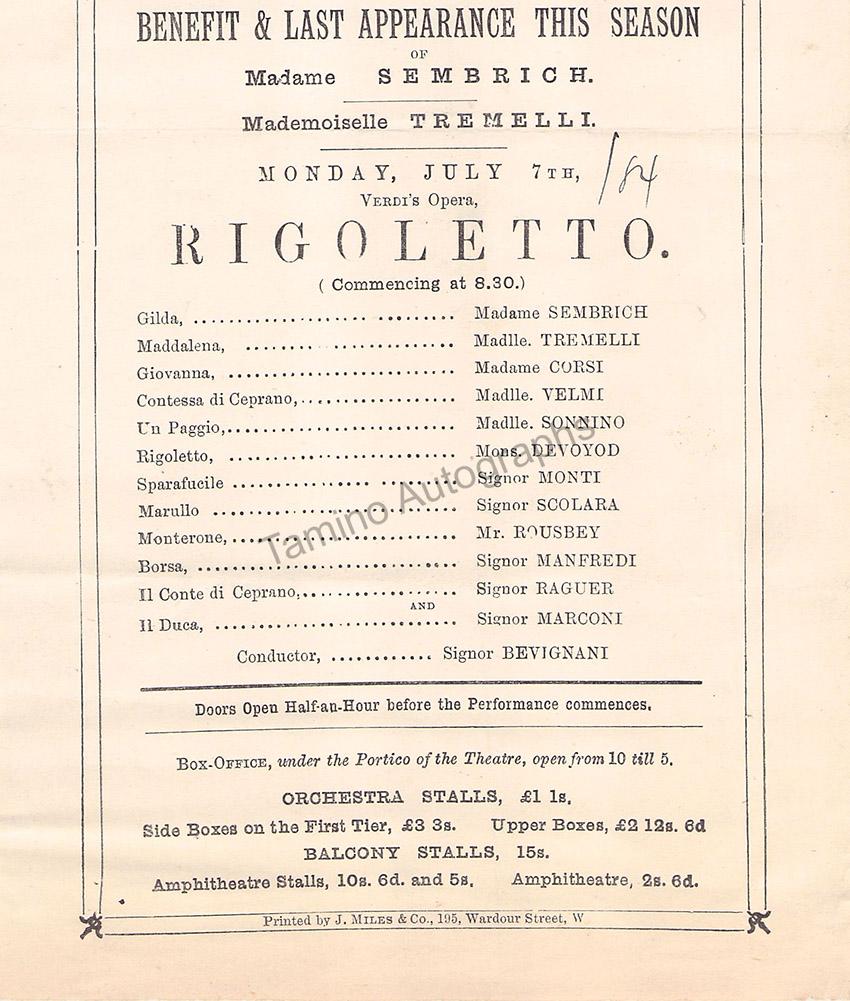 BENEFIT & LAST APPEARANCE THIS SEASON
OF
Madame SEMBRICH.
Mademoiselle TREMELLI.
MONDAY, JULY 7TH, /84
VERDI'S Opera,
RIGOLETTO.
( Commencing at 8.30.)
Gilda, .................... Madame SEMBRICH
Maddalena, .................... Madlle. TREMELLI
Giovanna, .................... Madame CORSI
Contessa di Ceprano, .................... Madlle. VELMI
Un Paggio, .................... Madlle. SONNINO
Rigoletto, .................... Mons. DEVOYOD
Sparafucile .................... Signor MONTI
Marullo .................... Signor SCOLARA
Monterone, .................... Mr. ROUSBEY
Borsa, .................... Signor MANFREDI
Il Conte di Ceprano, .................... Signor RAGUER
AND
Il Duca, .................... Signor MARCONI
Conductor, ............ Signor BEVIGNANI
Doors Open Half-an-Hour before the Performance commences.
BOX-OFFICE, under the Portico of the Theatre, open from 10 till 5.
ORCHESTRA STALLS, £1 1s.
Side Boxes on the First Tier, £3 3s. Upper Boxes, £2 12s. 6d
BALCONY STALLS, 15s.
Amphitheatre Stalls, 10s. 6d. and 5s. Amphitheatre, 2s. 6d.
Printed by J. MILES & Co., 195, Wardour Street, W
Tamino Autographs